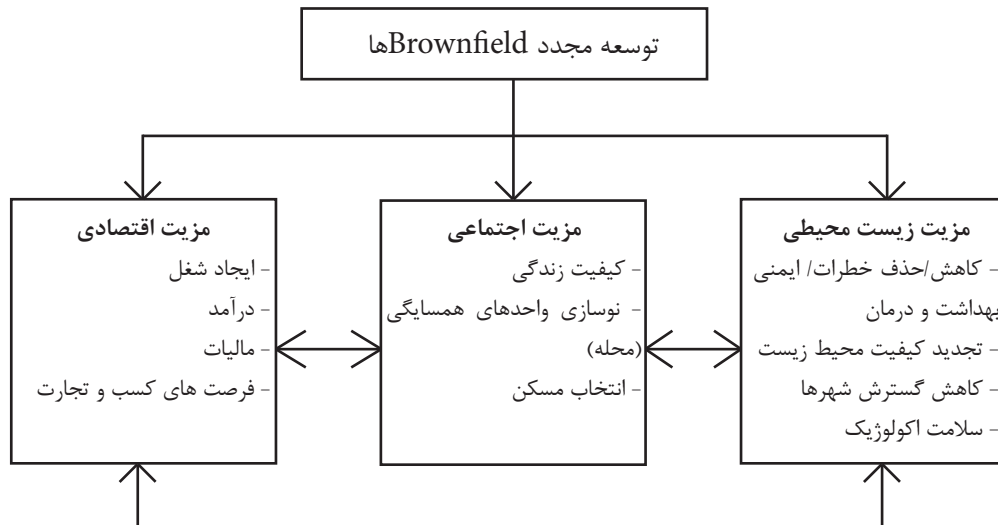 توسعه مجدد Brownfieldها
مزیت زیست محیطی
- کاهش/حذف خطرات/ ایمنی
بهداشت و درمان
- تجدید کیفیت محیط زیست
- کاهش گسترش شهرها
- سلامت اکولوژیک
مزیت اجتماعی
- کیفیت زندگی
- نوسازی واحدهای همسایگی
(محله)
- انتخاب مسکن
مزیت اقتصادی
- ایجاد شغل
- درآمد
- مالیات
- فرصت های کسب و تجارت